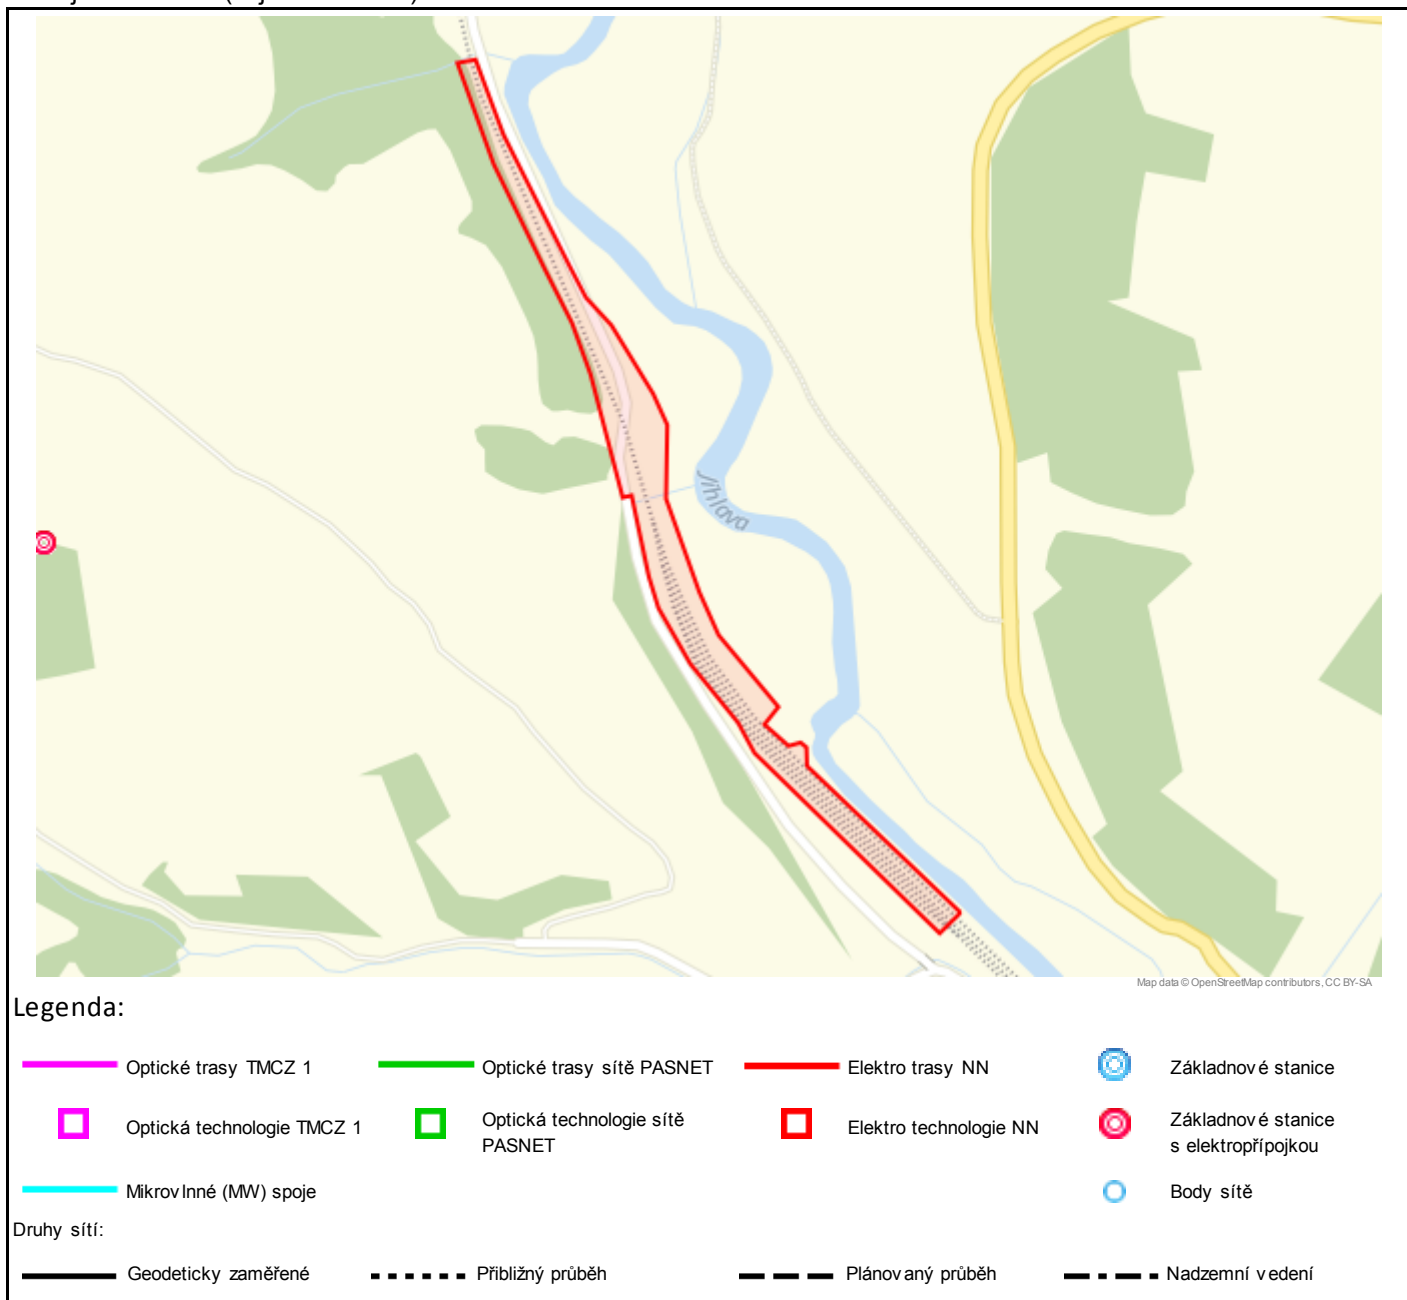 Jihlava
Map data © OpenStreetMap contributors, CC BY-SA
Legenda:
Optické trasy TMCZ 1
Optické trasy sítě PASNET
Elektro trasy NN
Základnové stanice
Optická technologie TMCZ 1
Optická technologie sítě
PASNET
Elektro technologie NN
Základnové stanice
s elektropřípojkou
Mikrovlnné (MW) spoje
Body sítě
Druhy sítí:
Geodeticky zaměřené
Přibližný průběh
Plánovaný průběh
Nadzemní vedení